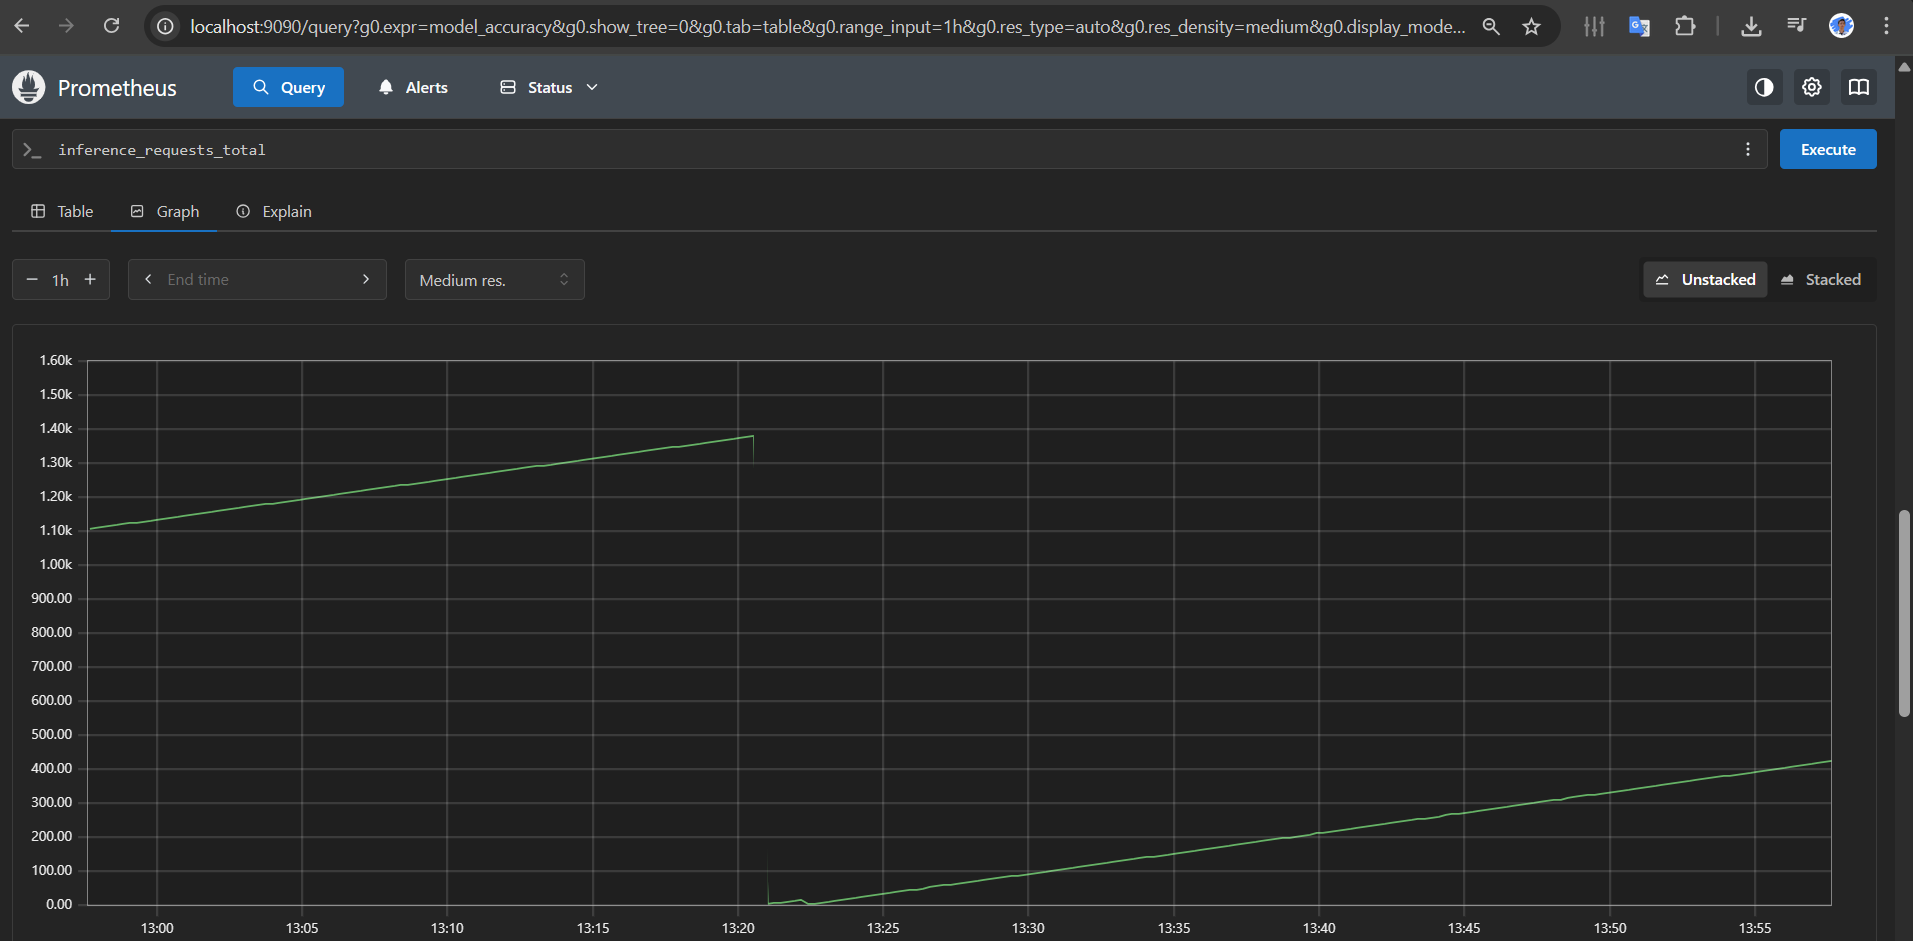 localhost:9090/query?g0.expr=model_accuracy&g0.show_tree=0&g0.tab=table&g0.range_input=1h&g0.res_type=auto&g0.res_density=medium&g0.display_mode...
Prometheus
Query
Alerts
Status
>_ inference_requests_total
Execute
Table
Graph
Explain
− 1h +
< End time >
Medium res.
Unstacked
Stacked
1.60k
1.50k
1.40k
1.30k
1.20k
1.10k
1.00k
900.00
800.00
700.00
600.00
500.00
400.00
300.00
200.00
100.00
0.00
13:00 13:05 13:10 13:15 13:20 13:25 13:30 13:35 13:40 13:45 13:50 13:55